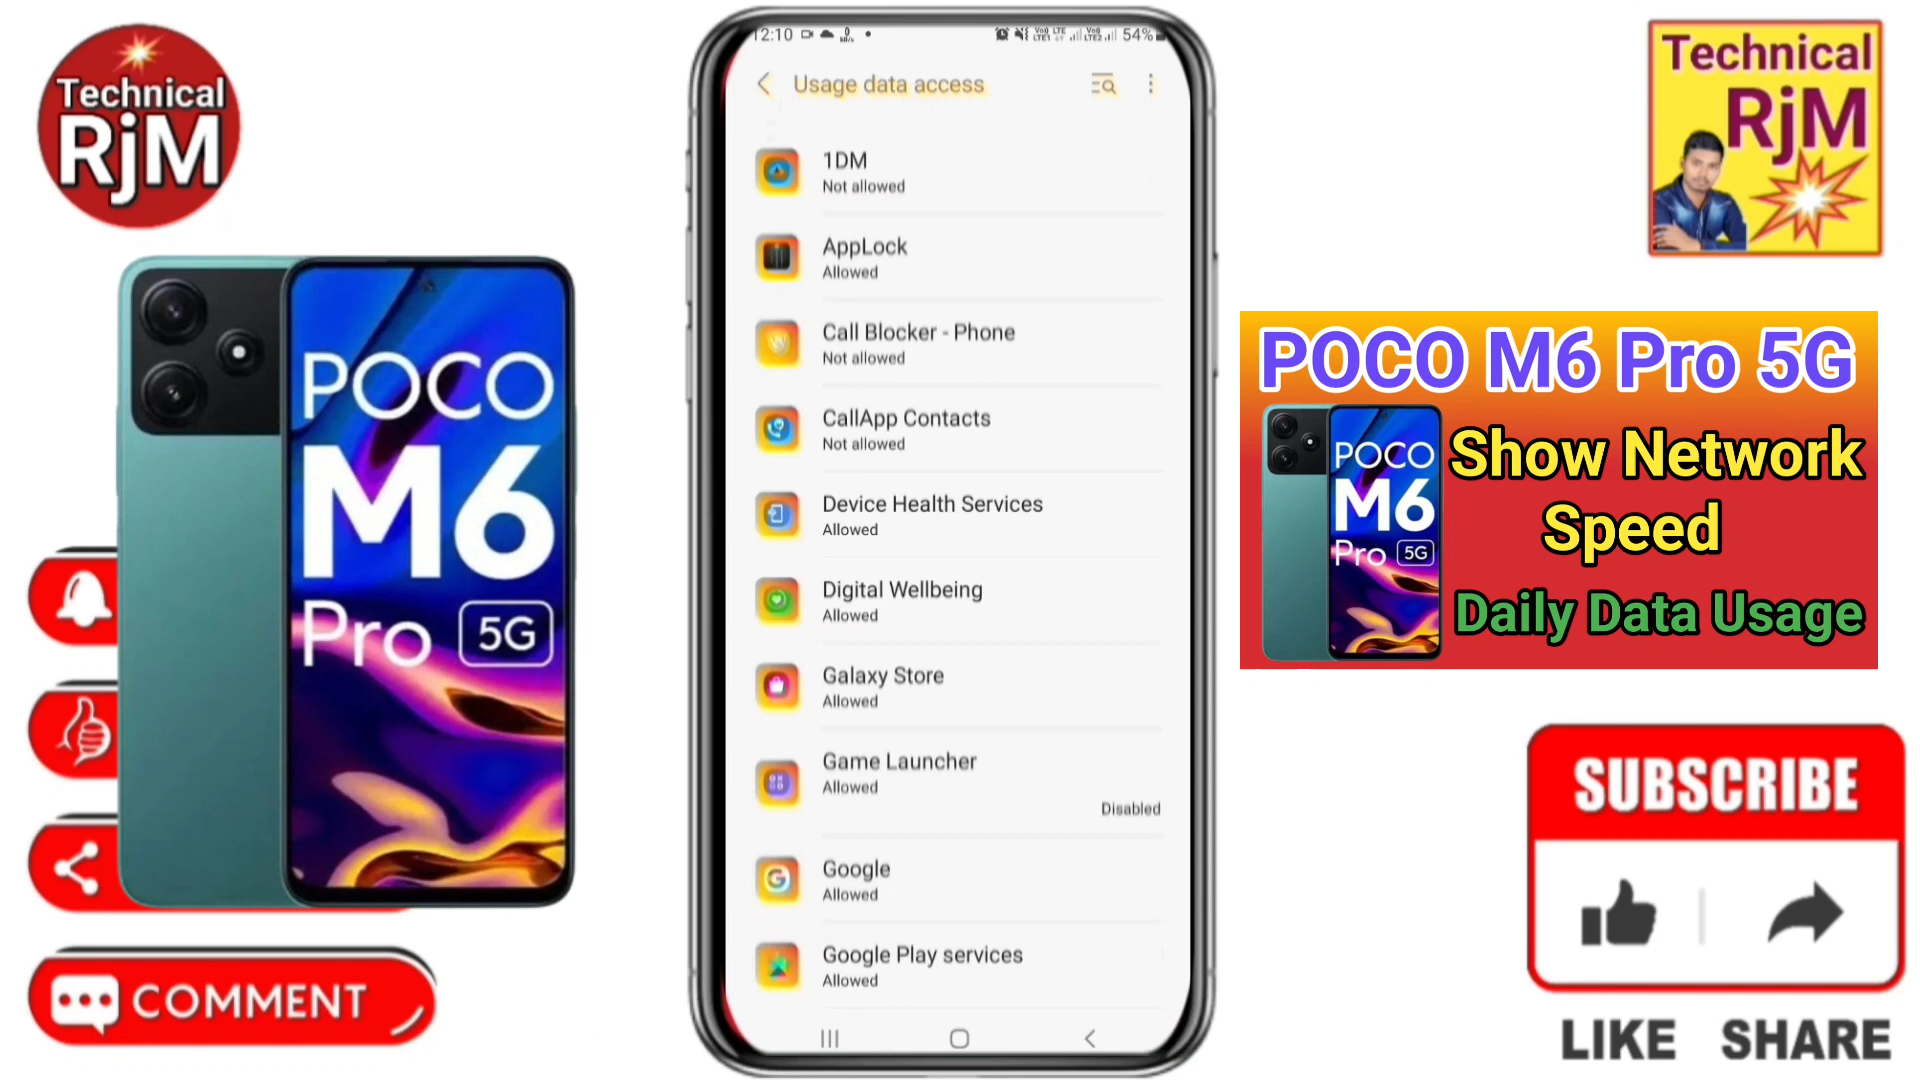 Technical
RjM
POCO
M6
Pro 5G
COMMENT
12:10
54%
Usage data access
1DM
Not allowed
AppLock
Allowed
Call Blocker - Phone
Not allowed
CallApp Contacts
Not allowed
Device Health Services
Allowed
Digital Wellbeing
Allowed
Galaxy Store
Allowed
Game Launcher
Allowed
Disabled
Google
Allowed
Google Play services
Allowed
Technical
RjM
POCO M6 Pro 5G
POCO
M6
Pro 5G
Show Network
Speed
Daily Data Usage
SUBSCRIBE
LIKE SHARE